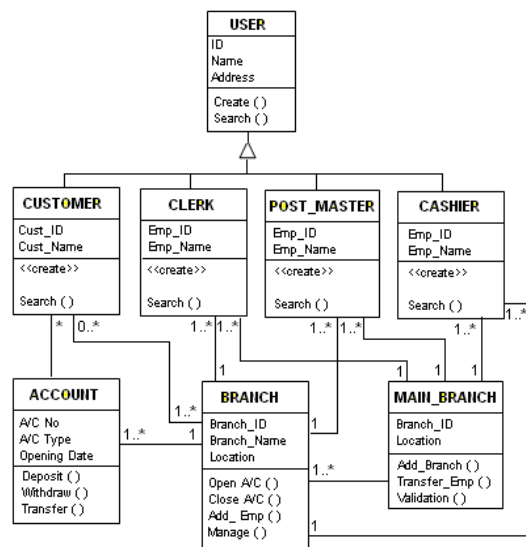 USER
ID
Name
Address
Create ( )
Search ( )
CUSTOMER
Cust_ID
Cust_Name
<<create>>
Search ( )
CLERK
Emp_ID
Emp_Name
<<create>>
Search ( )
POST_MASTER
Emp_ID
Emp_Name
<<create>>
Search ( )
CASHIER
Emp_ID
Emp_Name
<<create>>
Search ( )
* 0..* 1..* 1..* 1..* 1..* 1..* 1..*
1 1 1
ACCOUNT
A/C No
A/C Type
Opening Date
Deposit ( )
Withdraw ( )
Transfer ( )
1..*
1..* 1
BRANCH
Branch_ID
Branch_Name
Location
Open A/C ( )
Close A/C ( )
Add_ Emp ( )
Manage ( )
1
1..*
1
MAIN_BRANCH
Branch_ID
Location
Add_Branch ( )
Transfer_Emp ( )
Validation ( )